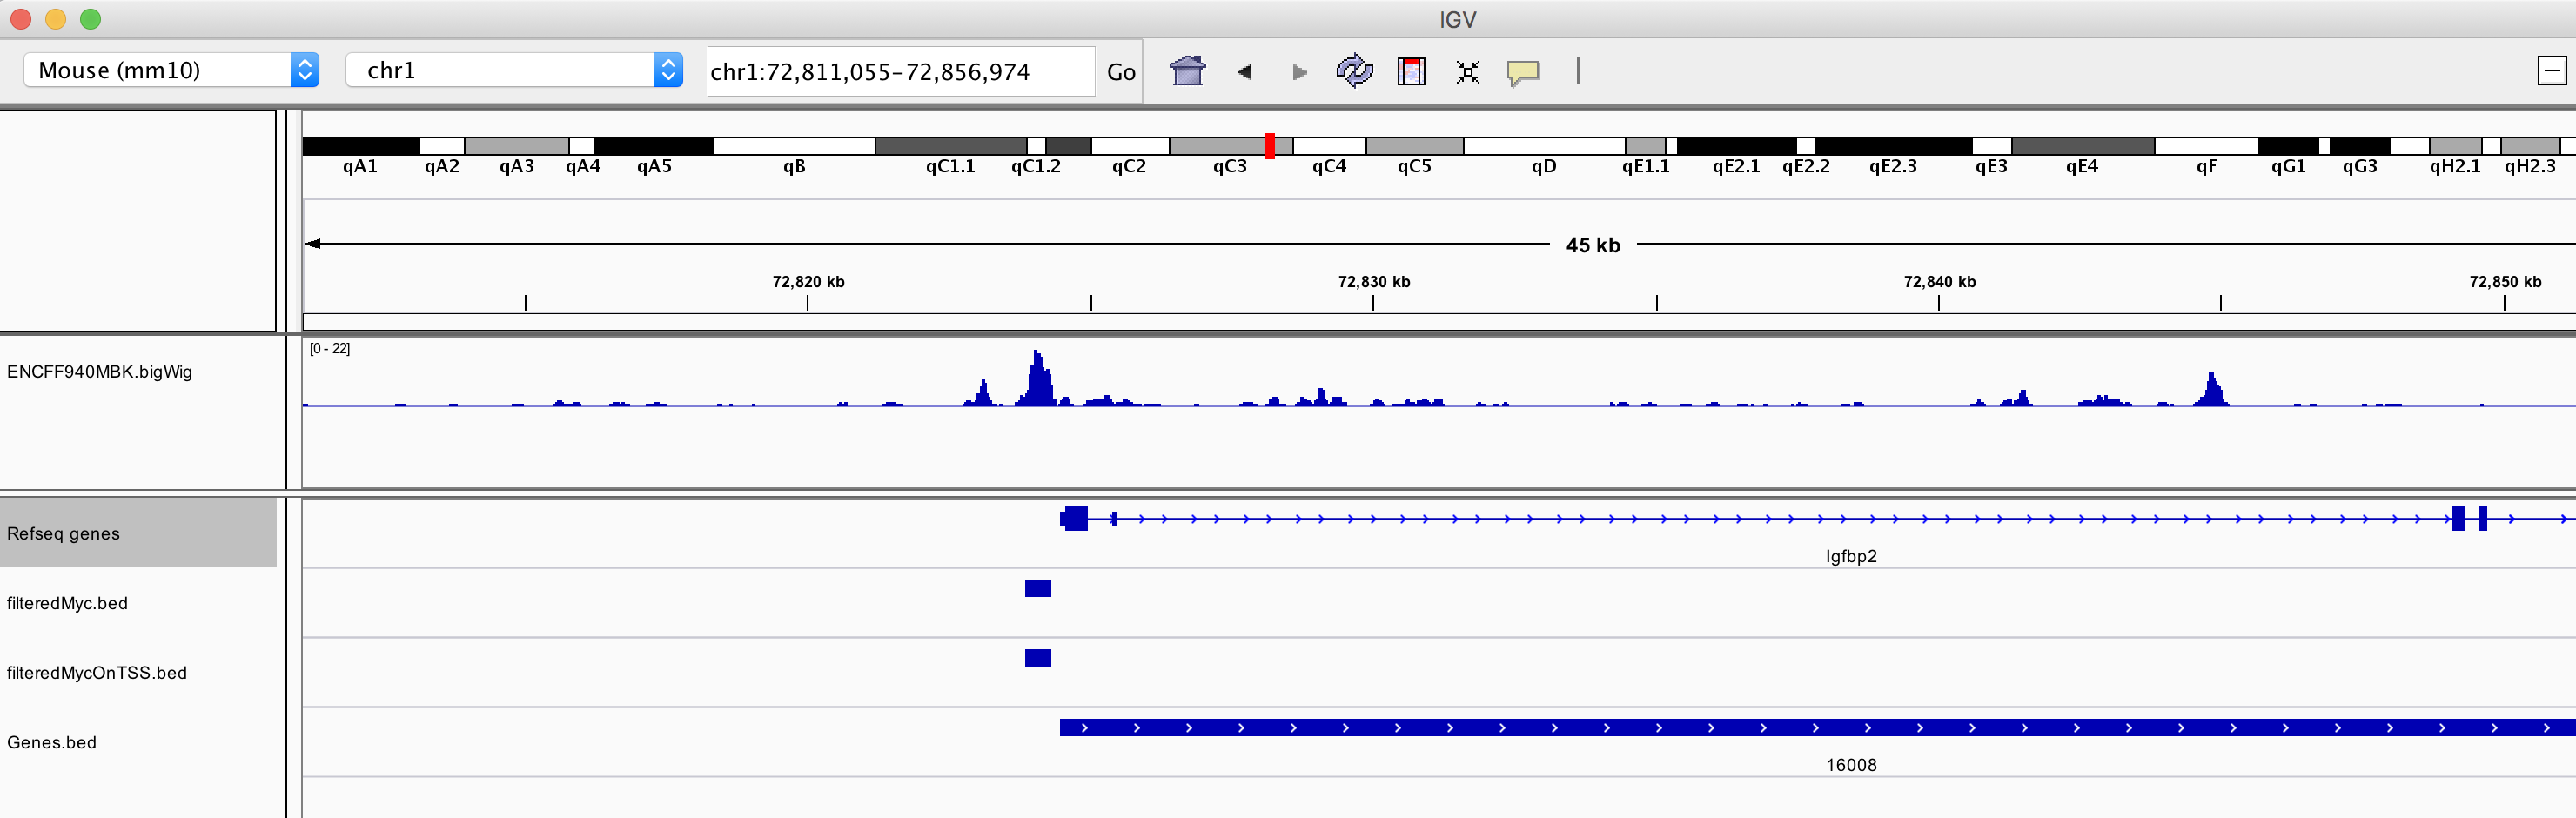 IGV
Mouse (mm10) chr1 chr1:72,811,055-72,856,974 Go
qA1 qA2 qA3 qA4 qA5 qB qC1.1 qC1.2 qC2 qC3 qC4 qC5 qD qE1.1 qE2.1 qE2.2 qE2.3 qE3 qE4 qF qG1 qG3 qH2.1 qH2.3
45 kb
72,820 kb 72,830 kb 72,840 kb 72,850 kb
[0 - 22]
ENCFF940MBK.bigWig
Refseq genes
Igfbp2
filteredMyc.bed
filteredMycOnTSS.bed
Genes.bed
16008